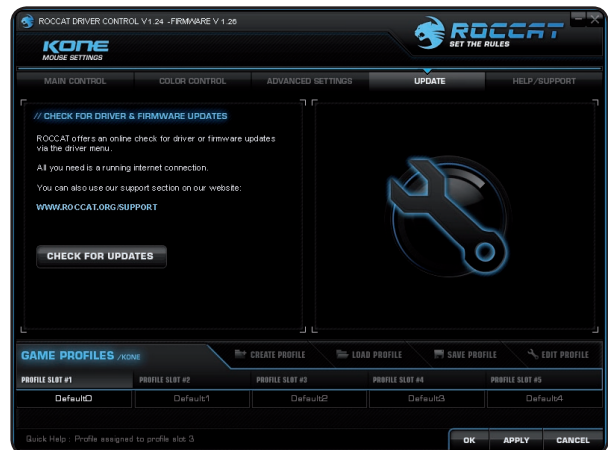 ROCCAT DRIVER CONTROL V 1.24 -FIRMWARE V 1.26
KONE
MOUSE SETTINGS
ROCCAT
SET THE RULES
MAIN CONTROL
COLOR CONTROL
ADVANCED SETTINGS
UPDATE
HELP/SUPPORT
// CHECK FOR DRIVER & FIRMWARE UPDATES
ROCCAT offers an online check for driver or firmware updates
via the driver menu.
All you need is a running internet connection.
You can also use our support section on our website:
WWW.ROCCAT.ORG/SUPPORT
CHECK FOR UPDATES
GAME PROFILES /KONE
CREATE PROFILE
LOAD PROFILE
SAVE PROFILE
EDIT PROFILE
PROFILE SLOT #1
PROFILE SLOT #2
PROFILE SLOT #3
PROFILE SLOT #4
PROFILE SLOT #5
Default0
Default1
Default2
Default3
Default4
Quick Help : Profile assigned to profile slot 3
OK
APPLY
CANCEL